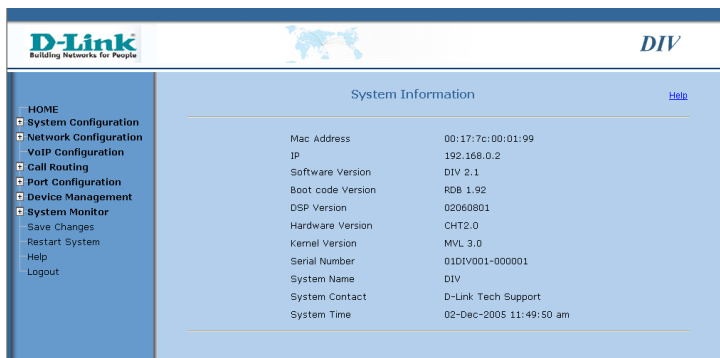 D-Link
Building Networks for People
DIV
HOME
System Configuration
Network Configuration
VoIP Configuration
Call Routing
Port Configuration
Device Management
System Monitor
Save Changes
Restart System
Help
Logout
System Information
Help
Mac Address 00:17:7c:00:01:99
IP 192.168.0.2
Software Version DIV 2.1
Boot code Version RDB 1.92
DSP Version 02060801
Hardware Version CHT2.0
Kernel Version MVL 3.0
Serial Number 01DIV001-000001
System Name DIV
System Contact D-Link Tech Support
System Time 02-Dec-2005 11:49:50 am